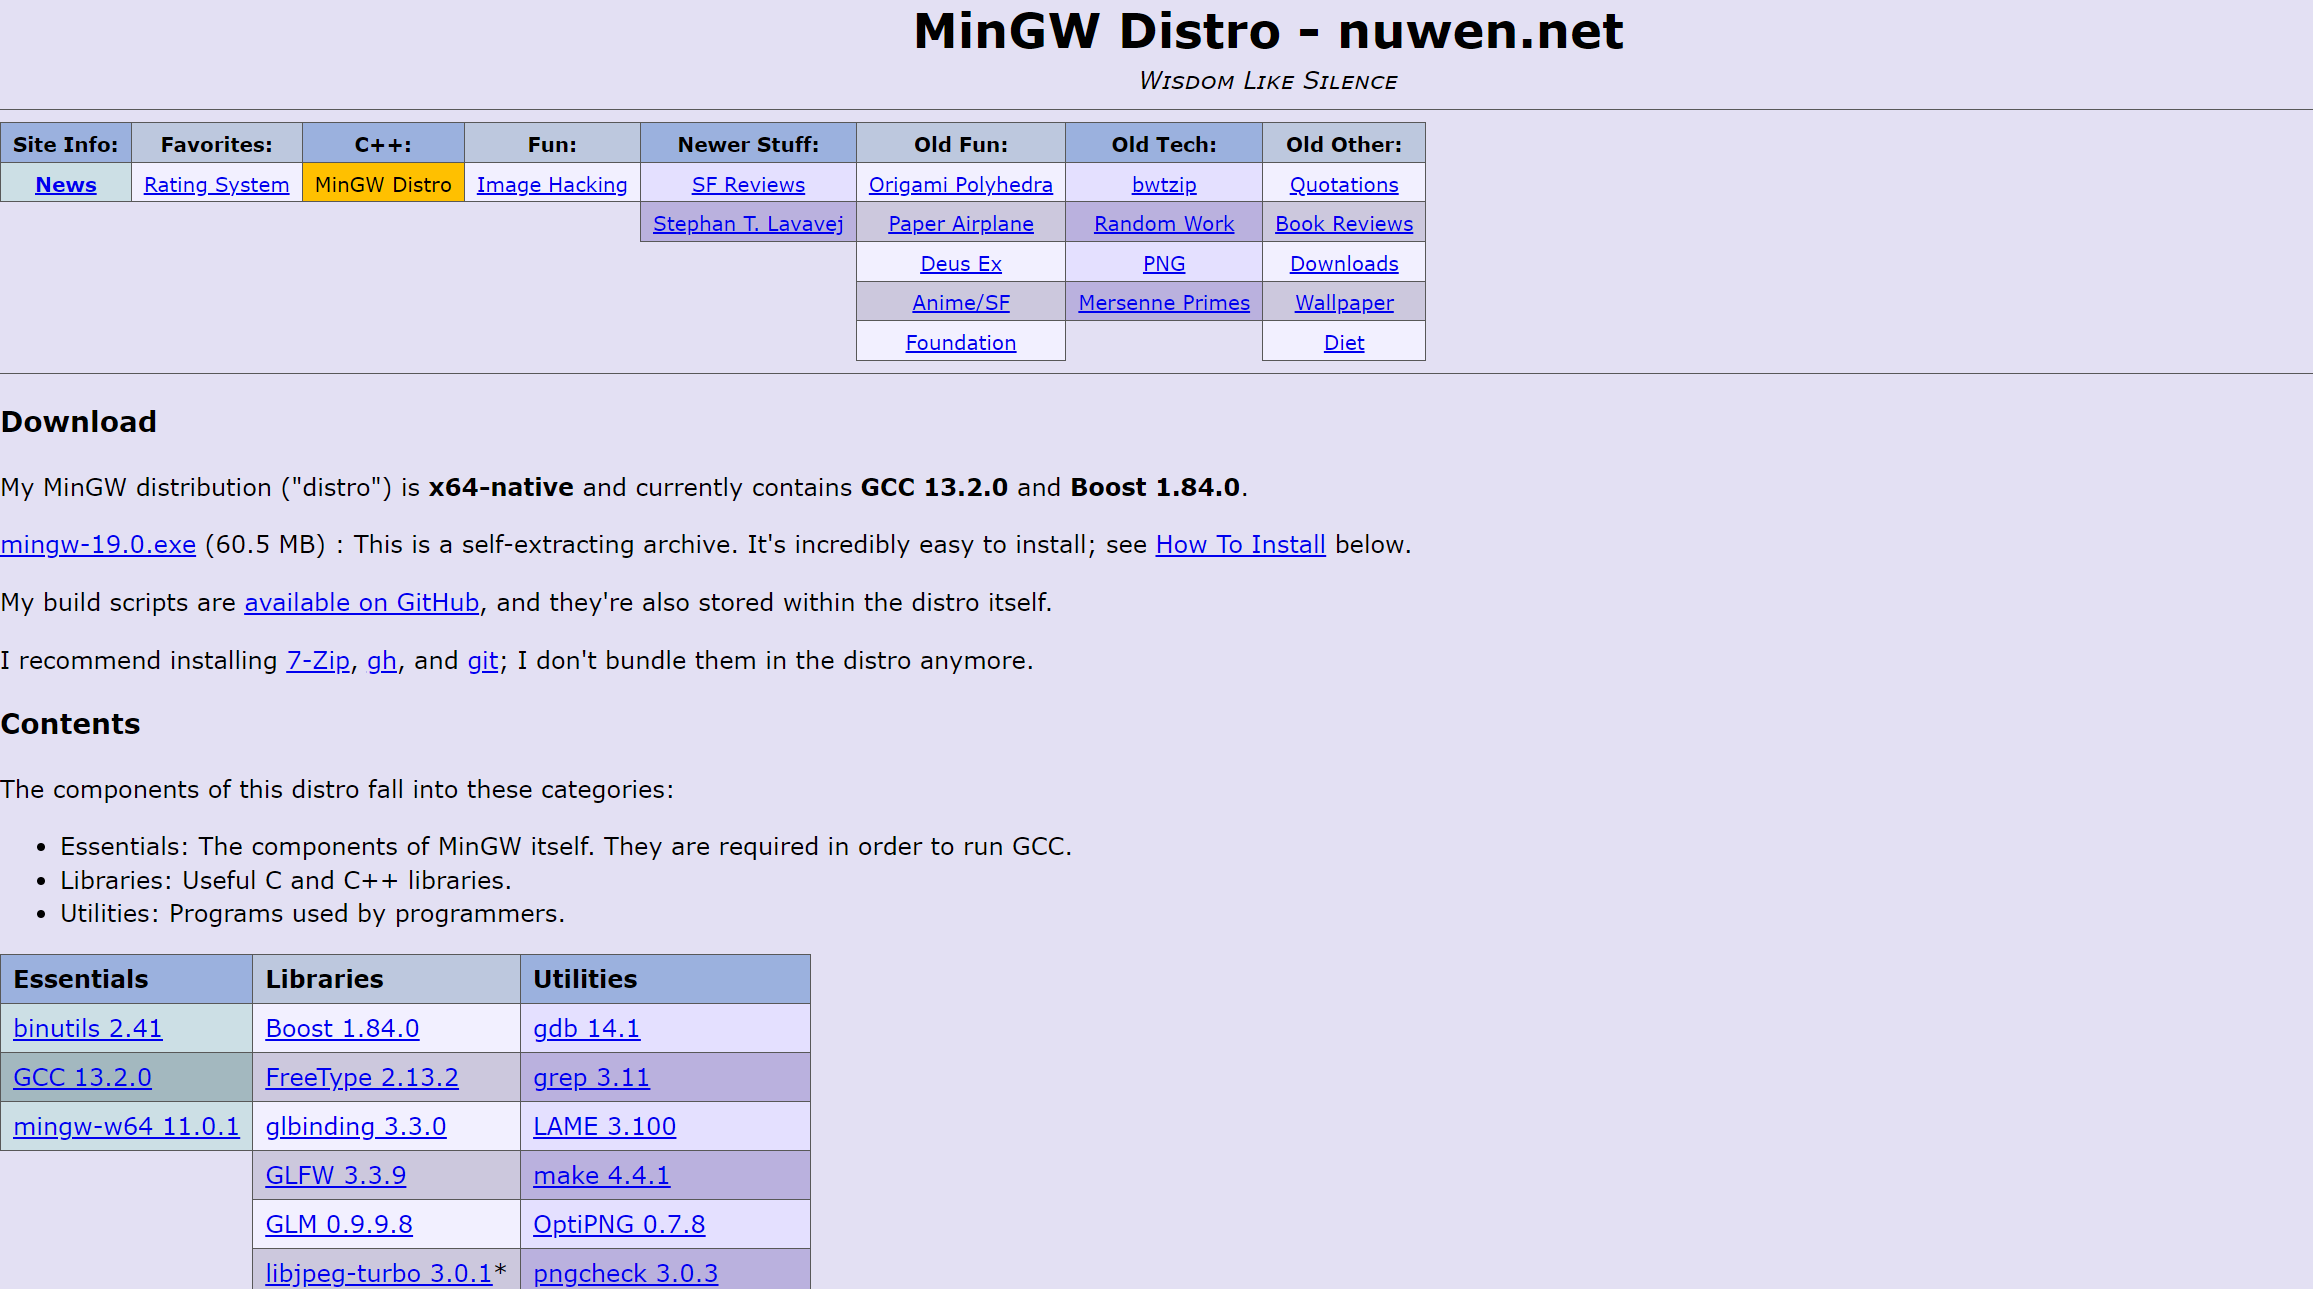 MinGW Distro - nuwen.net
Wisdom Like Silence
Site Info: Favorites: C++: Fun: Newer Stuff: Old Fun: Old Tech: Old Other:
News Rating System MinGW Distro Image Hacking SF Reviews Origami Polyhedra bwtzip Quotations
Stephan T. Lavavej Paper Airplane Random Work Book Reviews
Deus Ex PNG Downloads
Anime/SF Mersenne Primes Wallpaper
Foundation Diet
Download
My MinGW distribution ("distro") is x64-native and currently contains GCC 13.2.0 and Boost 1.84.0.
mingw-19.0.exe (60.5 MB) : This is a self-extracting archive. It's incredibly easy to install; see How To Install below.
My build scripts are available on GitHub, and they're also stored within the distro itself.
I recommend installing 7-Zip, gh, and git; I don't bundle them in the distro anymore.
Contents
The components of this distro fall into these categories:
• Essentials: The components of MinGW itself. They are required in order to run GCC.
• Libraries: Useful C and C++ libraries.
• Utilities: Programs used by programmers.
Essentials Libraries Utilities
binutils 2.41 Boost 1.84.0 gdb 14.1
GCC 13.2.0 FreeType 2.13.2 grep 3.11
mingw-w64 11.0.1 glbinding 3.3.0 LAME 3.100
GLFW 3.3.9 make 4.4.1
GLM 0.9.9.8 OptiPNG 0.7.8
libjpeg-turbo 3.0.1* pngcheck 3.0.3